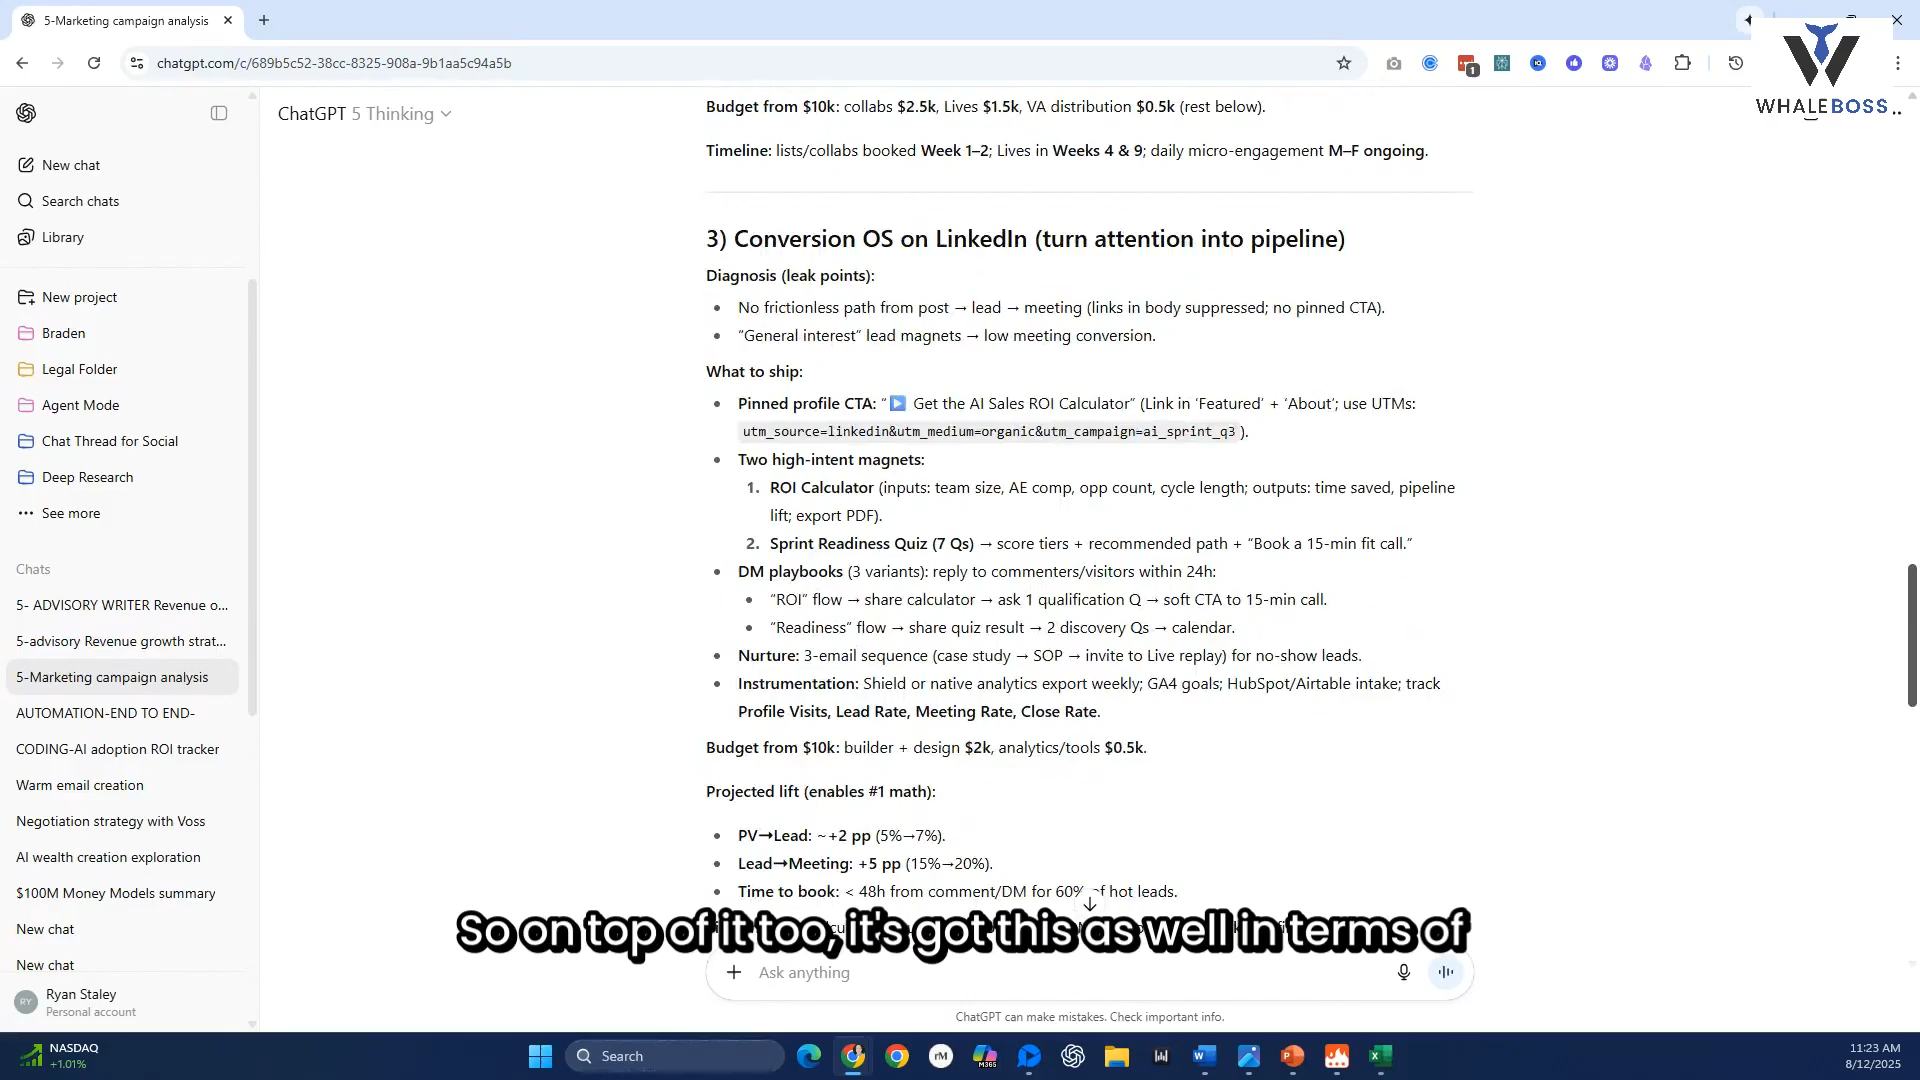 5-Marketing campaign analysis
chatgpt.com/c/689b5c52-38cc-8325-908a-9b1aa5c94a5b
1
WHALEBOSS
ChatGPT 5 Thinking
New chat
Search chats
Library
New project
Braden
Legal Folder
Agent Mode
Chat Thread for Social
Deep Research
See more
Chats
5- ADVISORY WRITER Revenue o...
5-advisory Revenue growth strat...
5-Marketing campaign analysis
AUTOMATION-END TO END-
CODING-AI adoption ROI tracker
Warm email creation
Negotiation strategy with Voss
AI wealth creation exploration
$100M Money Models summary
New chat
New chat
RY
Ryan Staley
Personal account
Budget from $10k: collabs $2.5k, Lives $1.5k, VA distribution $0.5k (rest below).
Timeline: lists/collabs booked Week 1–2; Lives in Weeks 4 & 9; daily micro-engagement M–F ongoing.
3) Conversion OS on LinkedIn (turn attention into pipeline)
Diagnosis (leak points):
• No frictionless path from post → lead → meeting (links in body suppressed; no pinned CTA).
• “General interest” lead magnets → low meeting conversion.
What to ship:
• Pinned profile CTA: “▶️ Get the AI Sales ROI Calculator” (Link in ‘Featured’ + ‘About’; use UTMs:
utm_source=linkedin&utm_medium=organic&utm_campaign=ai_sprint_q3 ).
• Two high-intent magnets:
1. ROI Calculator (inputs: team size, AE comp, opp count, cycle length; outputs: time saved, pipeline
lift; export PDF).
2. Sprint Readiness Quiz (7 Qs) → score tiers + recommended path + “Book a 15-min fit call.”
• DM playbooks (3 variants): reply to commenters/visitors within 24h:
• “ROI” flow → share calculator → ask 1 qualification Q → soft CTA to 15-min call.
• “Readiness” flow → share quiz result → 2 discovery Qs → calendar.
• Nurture: 3-email sequence (case study → SOP → invite to Live replay) for no-show leads.
• Instrumentation: Shield or native analytics export weekly; GA4 goals; HubSpot/Airtable intake; track
Profile Visits, Lead Rate, Meeting Rate, Close Rate.
Budget from $10k: builder + design $2k, analytics/tools $0.5k.
Projected lift (enables #1 math):
• PV→Lead: ~+2 pp (5%→7%).
• Lead→Meeting: +5 pp (15%→20%).
• Time to book: < 48h from comment/DM for 60% of hot leads.
So on top of it too, it's got this as well in terms of
Ask anything
ChatGPT can make mistakes. Check important info.
NASDAQ
+1.01%
Search
rM
M365
11:23 AM
8/12/2025